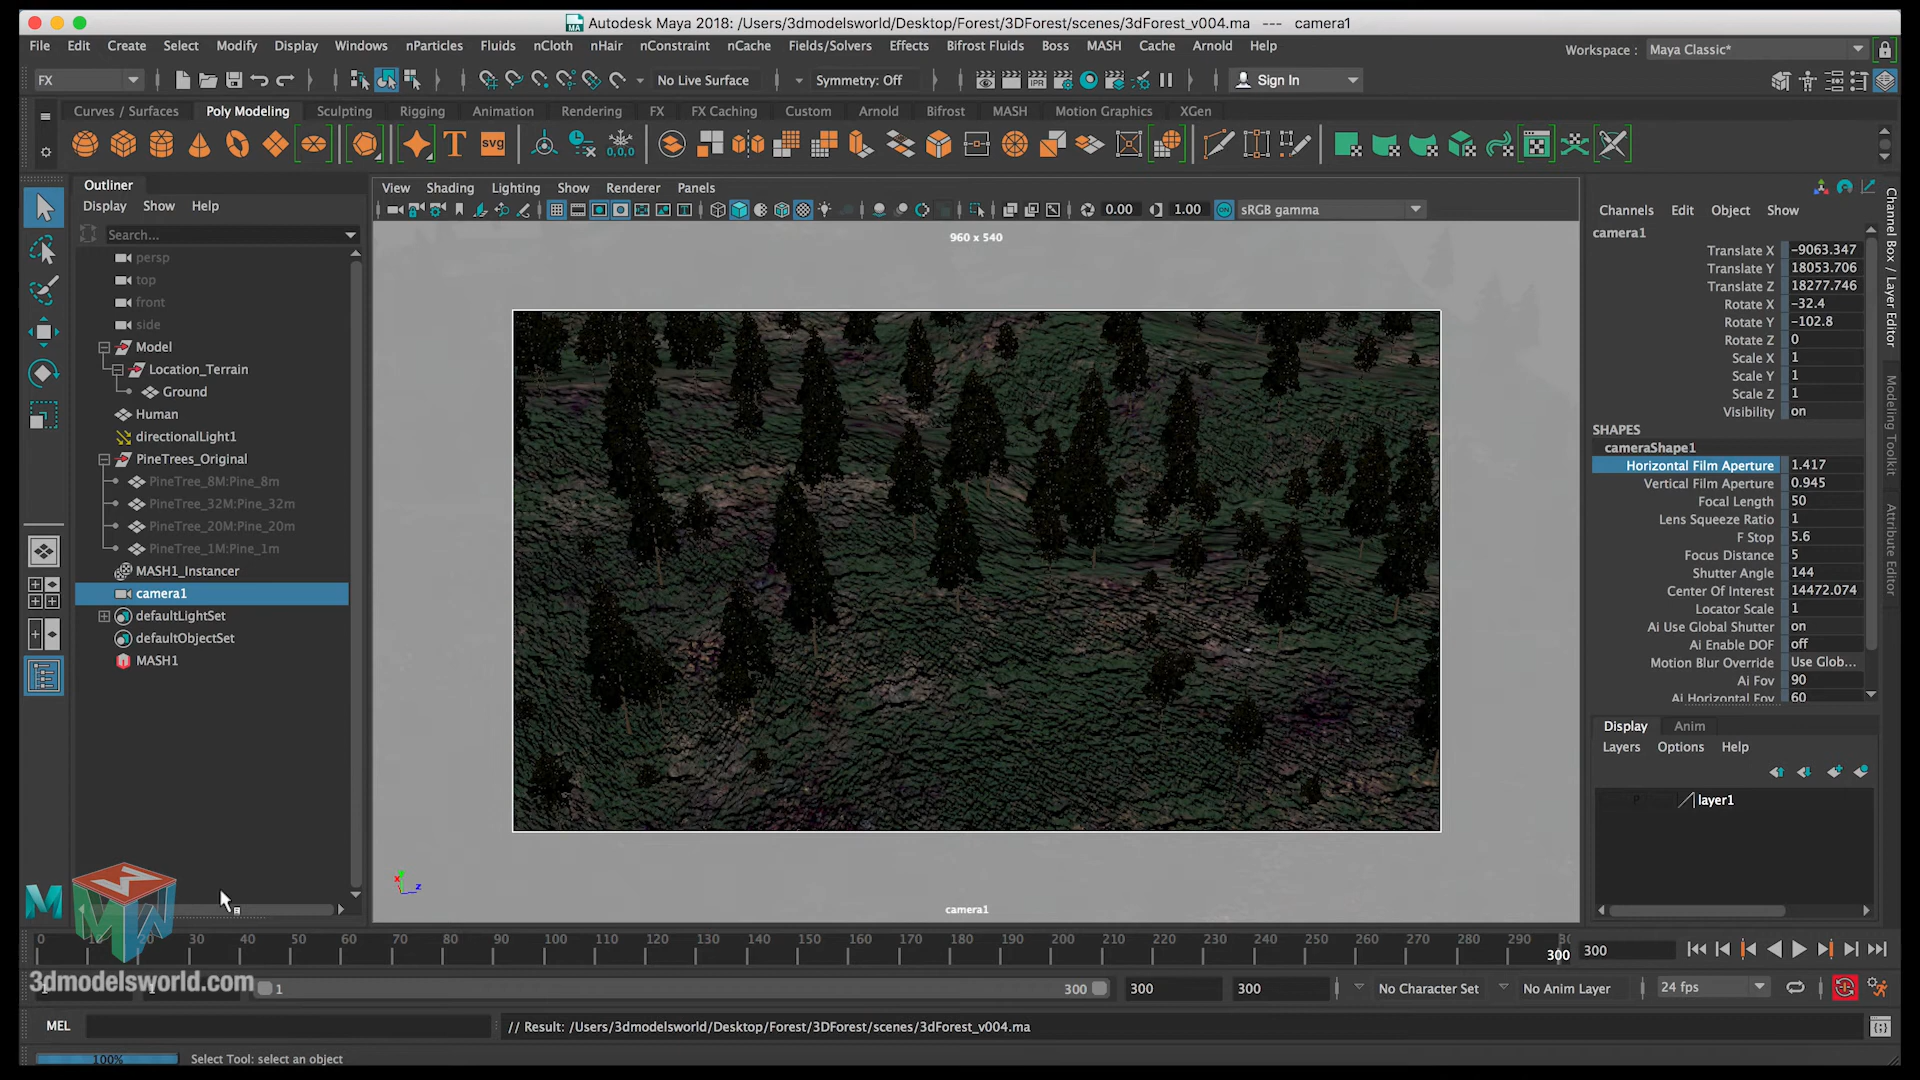 Autodesk Maya 2018: /Users/3dmodelsworld/Desktop/Forest/3DForest/scenes/3dForest_v004.ma --- camera1
File Edit Create Select Modify Display Windows nParticles Fluids nCloth nHair nConstraint nCache Fields/Solvers Effects Bifrost Fluids Boss MASH Cache Arnold Help
Workspace : Maya Classic*
FX No Live Surface Symmetry: Off IPR Sign In
Curves / Surfaces Poly Modeling Sculpting Rigging Animation Rendering FX FX Caching Custom Arnold Bifrost MASH Motion Graphics XGen
T svg 0,0,0
Outliner
Display Show Help
Search...
persp
top
front
side
Model
Location_Terrain
Ground
Human
directionalLight1
PineTrees_Original
PineTree_8M:Pine_8m
PineTree_32M:Pine_32m
PineTree_20M:Pine_20m
PineTree_1M:Pine_1m
MASH1_Instancer
camera1
defaultLightSet
defaultObjectSet
MASH1
View Shading Lighting Show Renderer Panels
0.00 1.00 ON sRGB gamma
960 x 540
x z
camera1
Channels Edit Object Show
camera1
Translate X -9063.347
Translate Y 18053.706
Translate Z 18277.746
Rotate X -32.4
Rotate Y -102.8
Rotate Z 0
Scale X 1
Scale Y 1
Scale Z 1
Visibility on
SHAPES
cameraShape1
Horizontal Film Aperture 1.417
Vertical Film Aperture 0.945
Focal Length 50
Lens Squeeze Ratio 1
F Stop 5.6
Focus Distance 5
Shutter Angle 144
Center Of Interest 14472.074
Locator Scale 1
Ai Use Global Shutter on
Ai Enable DOF off
Motion Blur Override Use Glob...
Ai Fov 90
Ai Horizontal Fov 60
Channel Box / Layer Editor
Modeling Toolkit
Attribute Editor
Display Anim
Layers Options Help
P layer1
M
MW
0 10 20 30 40 50 60 70 80 90 100 110 120 130 140 150 160 170 180 190 200 210 220 230 240 250 260 270 280 290 30
300 300
3dmodelsworld.com
1 1 1 300 300 300 No Character Set No Anim Layer 24 fps
MEL // Result: /Users/3dmodelsworld/Desktop/Forest/3DForest/scenes/3dForest_v004.ma
100% Select Tool: select an object